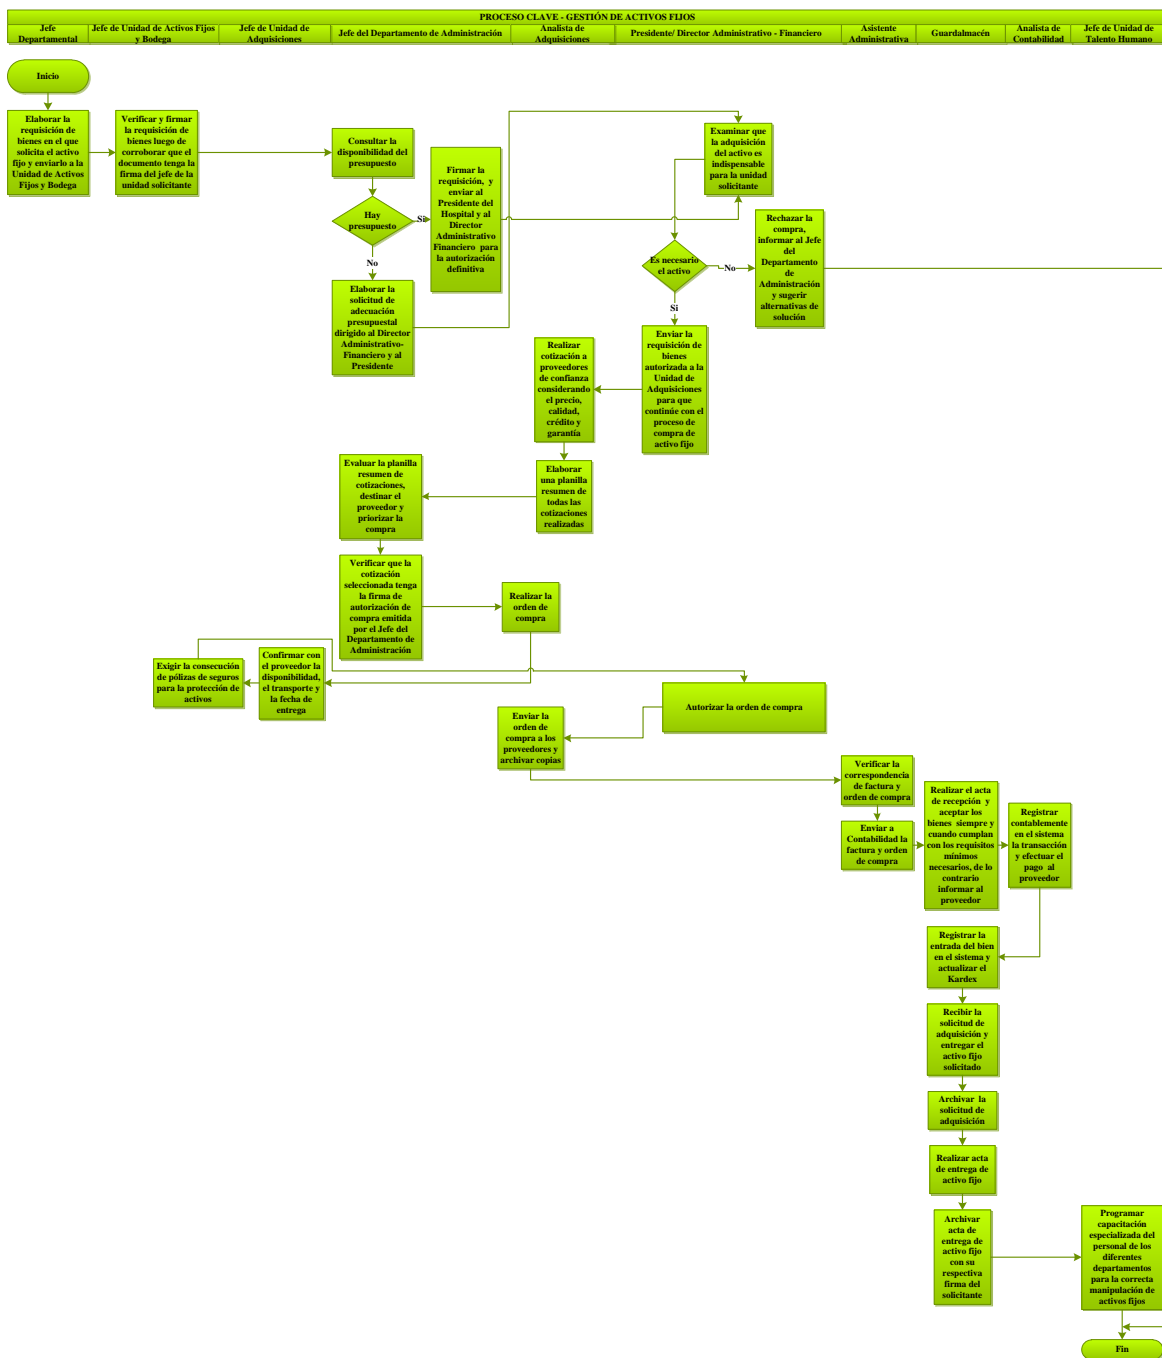 PROCESO CLAVE - GESTIÓN DE ACTIVOS FIJOS
Jefe
Departamental
Jefe de Unidad de Activos Fijos
y Bodega
Jefe de Unidad de
Adquisiciones
Jefe del Departamento de Administración
Analista de
Adquisiciones
Presidente/ Director Administrativo - Financiero
Asistente
Administrativa
Guardalmacén
Analista de
Contabilidad
Jefe de Unidad de
Talento Humano
Inicio
Elaborar la
requisición de
bienes en el que
solicita el activo
fijo y enviarlo a la
Unidad de Activos
Fijos y Bodega
Verificar y firmar
la requisición de
bienes luego de
corroborar que el
documento tenga la
firma del jefe de la
unidad solicitante
Consultar la
disponibilidad del
presupuesto
Hay
presupuesto
Si
No
Firmar la
requisición, y
enviar al
Presidente del
Hospital y al
Director
Administrativo
Financiero para
la autorización
definitiva
Elaborar la
solicitud de
adecuación
presupuestal
dirigido al Director
Administrativo-
Financiero y al
Presidente
Examinar que
la adquisición
del activo es
indispensable
para la unidad
solicitante
Es necesario
el activo
No
Si
Rechazar la
compra,
informar al Jefe
del
Departamento
de
Administración
y sugerir
alternativas de
solución
Enviar la
requisición de
bienes
autorizada a la
Unidad de
Adquisiciones
para que
continúe con el
proceso de
compra de
activo fijo
Realizar
cotización a
proveedores
de confianza
considerando
el precio,
calidad,
crédito y
garantía
Elaborar
una planilla
resumen de
todas las
cotizaciones
realizadas
Evaluar la planilla
resumen de
cotizaciones,
destinar el
proveedor y
priorizar la
compra
Verificar que la
cotización
seleccionada tenga
la firma de
autorización de
compra emitida
por el Jefe del
Departamento de
Administración
Realizar la
orden de
compra
Confirmar con
el proveedor la
disponibilidad,
el transporte y
la fecha de
entrega
Exigir la consecución
de pólizas de seguros
para la protección de
activos
Autorizar la orden de compra
Enviar la
orden de
compra a los
proveedores y
archivar copias
Verificar la
correspondencia
de factura y
orden de compra
Enviar a
Contabilidad la
factura y orden
de compra
Realizar el acta
de recepción y
aceptar los
bienes siempre y
cuando cumplan
con los requisitos
mínimos
necesarios, de lo
contrario
informar al
proveedor
Registrar
contablemente
en el sistema
la transacción
y efectuar el
pago al
proveedor
Registrar la
entrada del bien
en el sistema y
actualizar el
Kardex
Recibir la
solicitud de
adquisición y
entregar el
activo fijo
solicitado
Archivar la
solicitud de
adquisición
Realizar acta
de entrega de
activo fijo
Archivar
acta de
entrega de
activo fijo
con su
respectiva
firma del
solicitante
Programar
capacitación
especializada del
personal de los
diferentes
departamentos
para la correcta
manipulación de
activos fijos
Fin